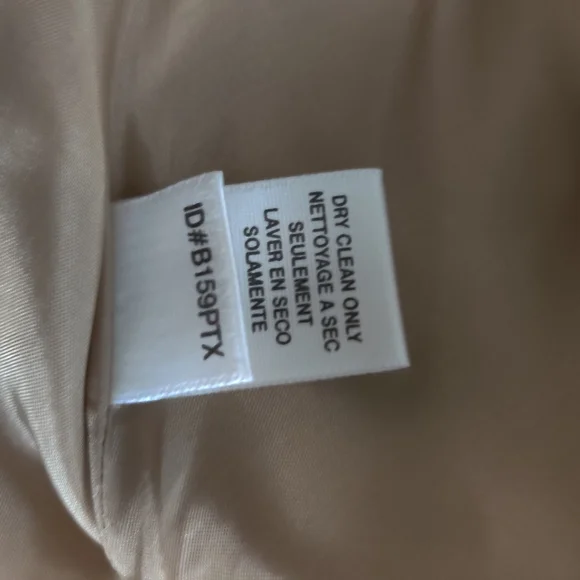 DRY CLEAN ONLY
NETTOYAGE A SEC
SEULEMENT
LAVER EN SECO
SOLAMENTE
ID#B159PTX